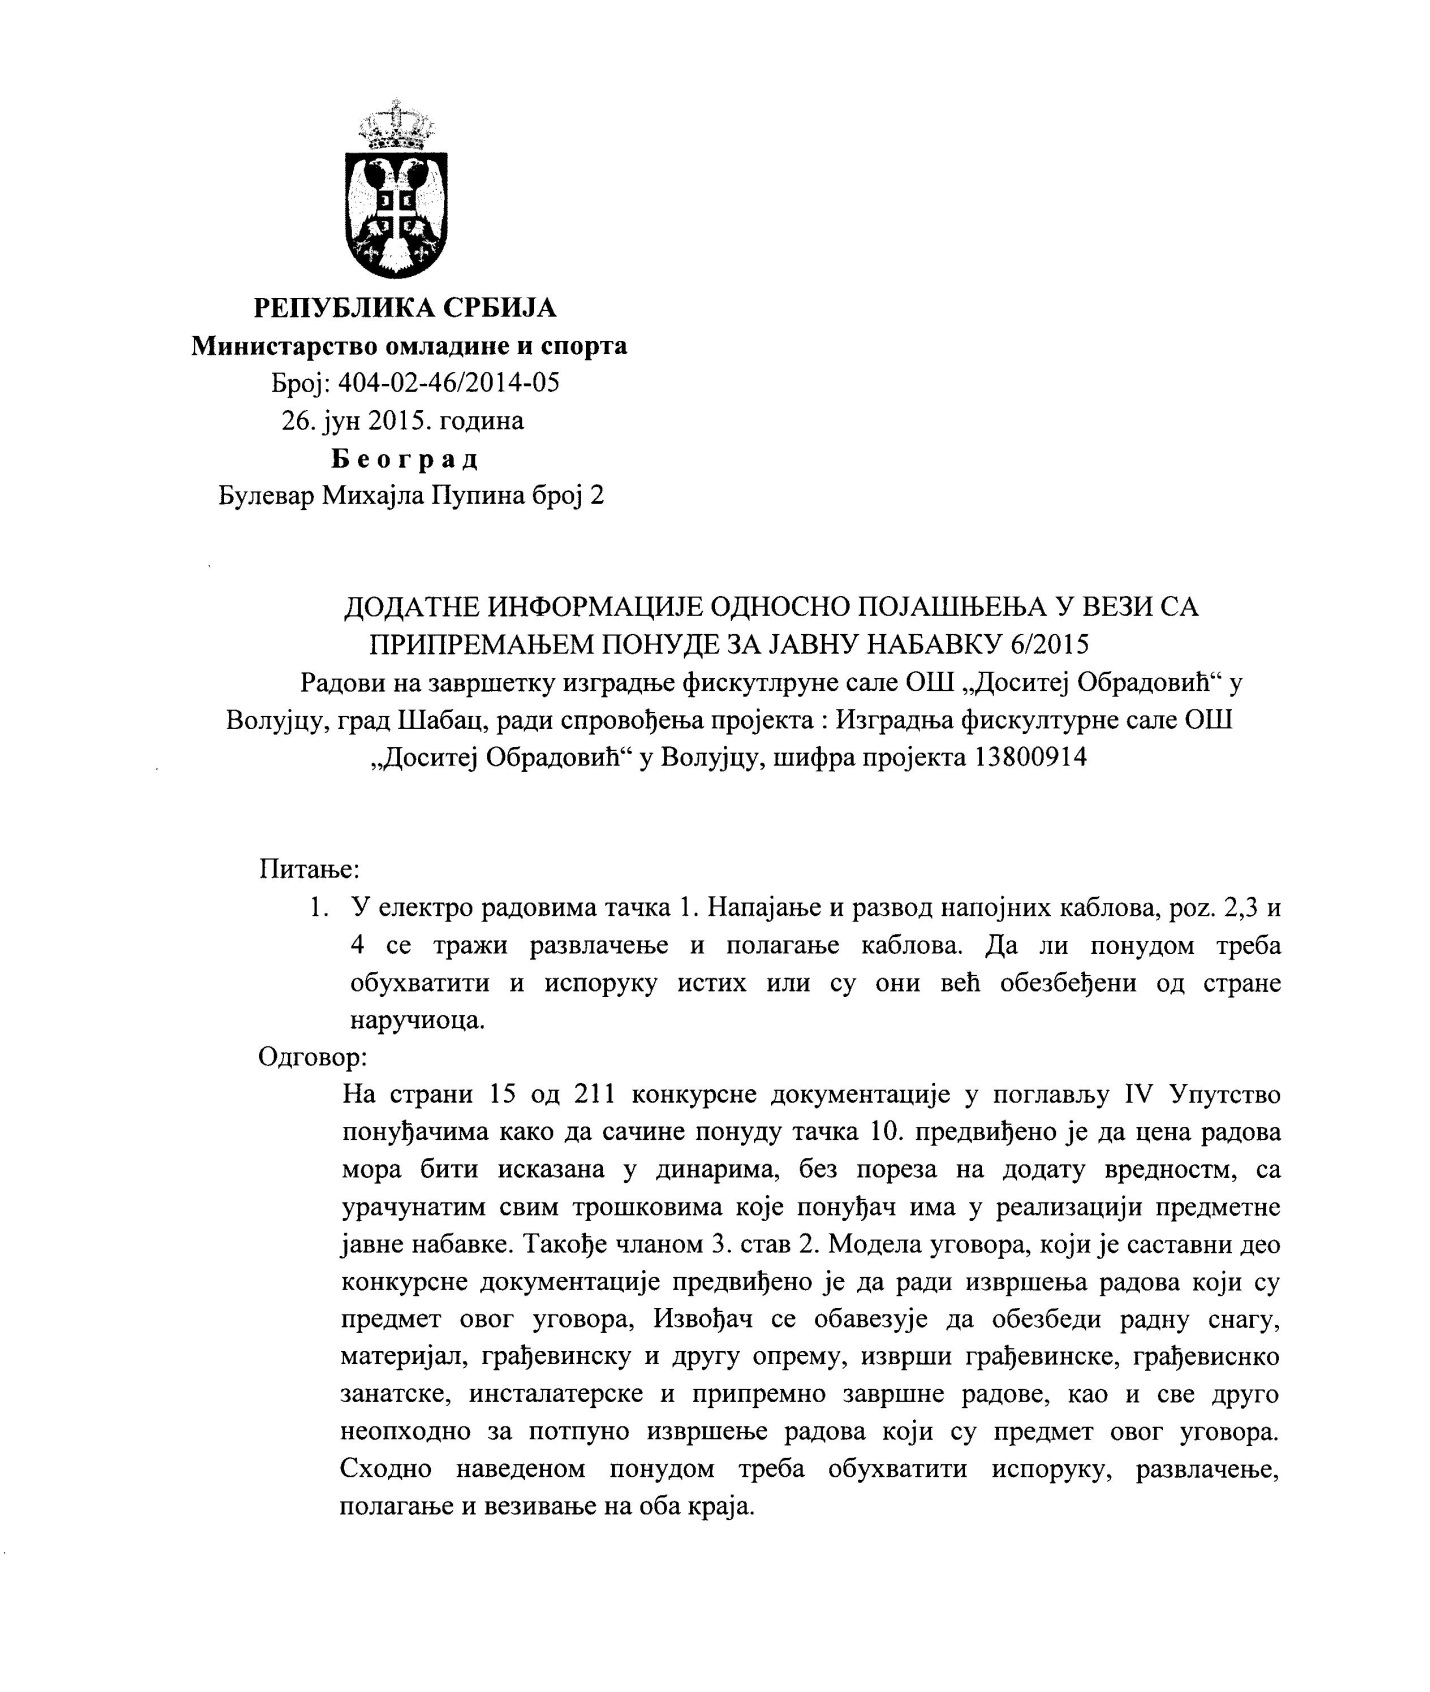 РЕПУБЛИКА СРБИЈА
Министарство омладине и спорта
Број: 404-02-46/2014-05
26. јун 2015. година
Б е о г р а д
Булевар Михајла Пупина број 2
ДОДАТНЕ ИНФОРМАЦИЈЕ ОДНОСНО ПОЈАШЊЕЊА У ВЕЗИ СА
ПРИПРЕМАЊЕМ ПОНУДЕ ЗА ЈАВНУ НАБАВКУ 6/2015
Радови на завршетку изградње фискутлруне сале ОШ „Доситеј Обрадовић“ у
Волујцу, град Шабац, ради спровођења пројекта : Изградња фискултурне сале ОШ
„Доситеј Обрадовић“ у Волујцу, шифра пројекта 13800914
Питање:
1. У електро радовима тачка 1. Напајање и развод напојних каблова, poz. 2,3 и
4 се тражи развлачење и полагање каблова. Да ли понудом треба
обухватити и испоруку истих или су они већ обезбеђени од стране
наручиоца.
Одговор:
На страни 15 од 211 конкурсне документације у поглављу IV Упутство
понуђачима како да сачине понуду тачка 10. предвиђено је да цена радова
мора бити исказана у динарима, без пореза на додату вредностм, са
урачунатим свим трошковима које понуђач има у реализацији предметне
јавне набавке. Такође чланом 3. став 2. Модела уговора, који је саставни део
конкурсне документације предвиђено је да ради извршења радова који су
предмет овог уговора, Извођач се обавезује да обезбеди радну снагу,
материјал, грађевинску и другу опрему, изврши грађевинске, грађевиснко
занатске, инсталатерске и припремно завршне радове, као и све друго
неопходно за потпуно извршење радова који су предмет овог уговора.
Сходно наведеном понудом треба обухватити испоруку, развлачење,
полагање и везивање на оба краја.